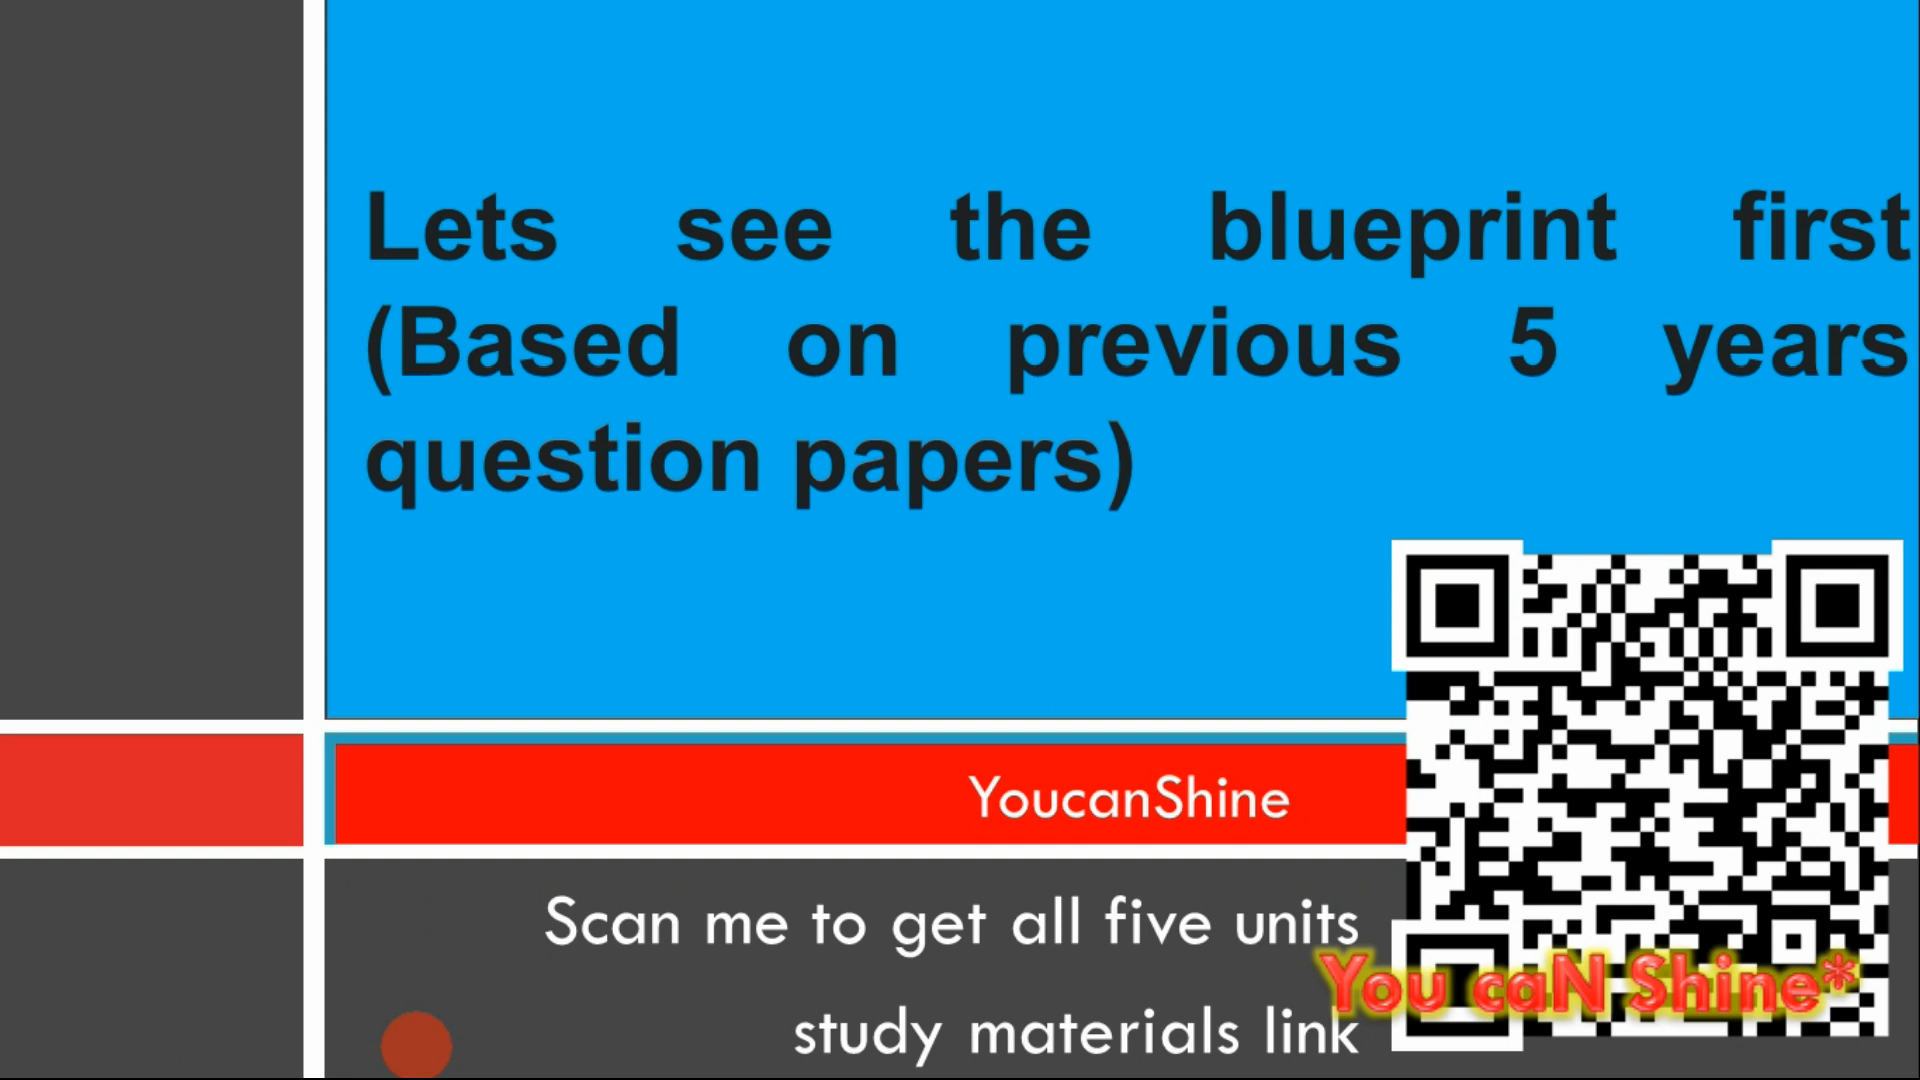 Lets see the blueprint first
(Based on previous 5 years
question papers)
YoucanShine
Scan me to get all five units
study materials link
You caN Shine*